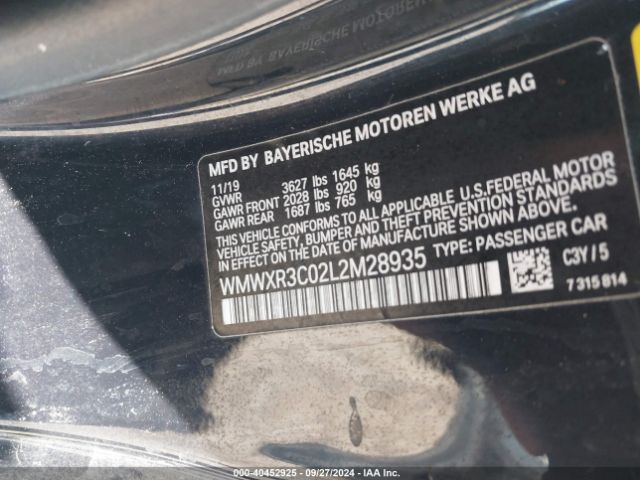 MFD BY BAYERISCHE MOTOREN WERKE AG
11/19
GVWR 3627 lbs 1645 kg
GAWR FRONT 2028 lbs 920 kg
GAWR REAR 1687 lbs 765 kg
THIS VEHICLE CONFORMS TO ALL APPLICABLE U.S.FEDERAL MOTOR
VEHICLE SAFETY, BUMPER AND THEFT PREVENTION STANDARDS
IN EFFECT ON THE DATE OF MANUFACTURE SHOWN ABOVE.
WMWXR3C02L2M28935 TYPE: PASSENGER CAR
C3Y / 5
7 315 814
000-40452925 - 09/27/2024 - IAA Inc.